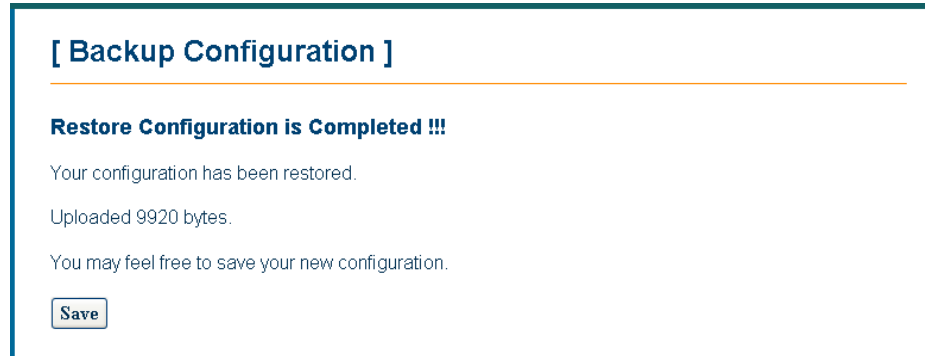 [ Backup Configuration ]
Restore Configuration is Completed !!!
Your configuration has been restored.
Uploaded 9920 bytes.
You may feel free to save your new configuration.
Save